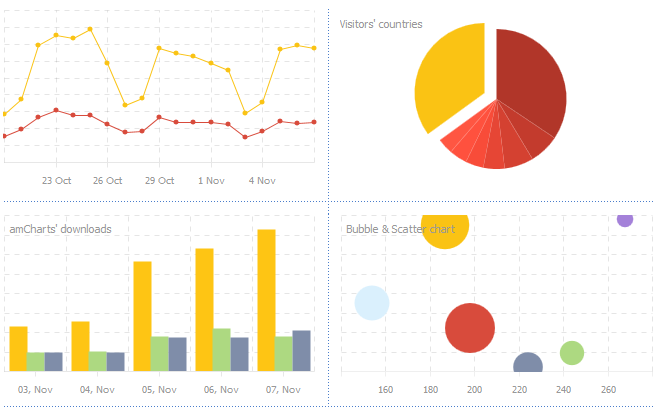 Visitors' countries
23 Oct 26 Oct 29 Oct 1 Nov 4 Nov
amCharts' downloads
03, Nov 04, Nov 05, Nov 06, Nov 07, Nov
Bubble & Scatter chart
160 180 200 220 240 260